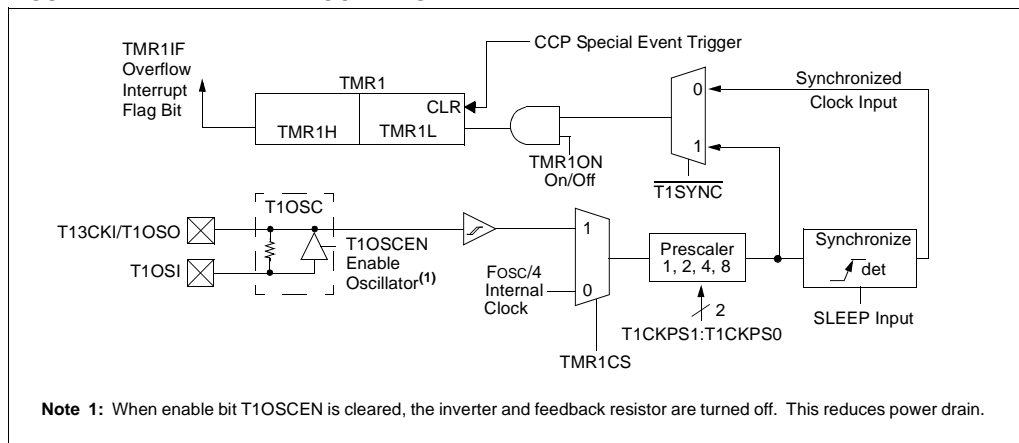 CCP Special Event Trigger
TMR1IF
Overflow
Interrupt
Flag Bit
TMR1
CLR
TMR1H
TMR1L
TMR1ON
On/Off
0
1
T1SYNC
Synchronized
Clock Input
T13CKI/T1OSO
T1OSI
T1OSC
T1OSCEN
Enable
Oscillator(1)
FOSC/4
Internal
Clock
1
0
TMR1CS
Prescaler
1, 2, 4, 8
2
T1CKPS1:T1CKPS0
Synchronize
det
SLEEP Input
Note 1: When enable bit T1OSCEN is cleared, the inverter and feedback resistor are turned off. This reduces power drain.